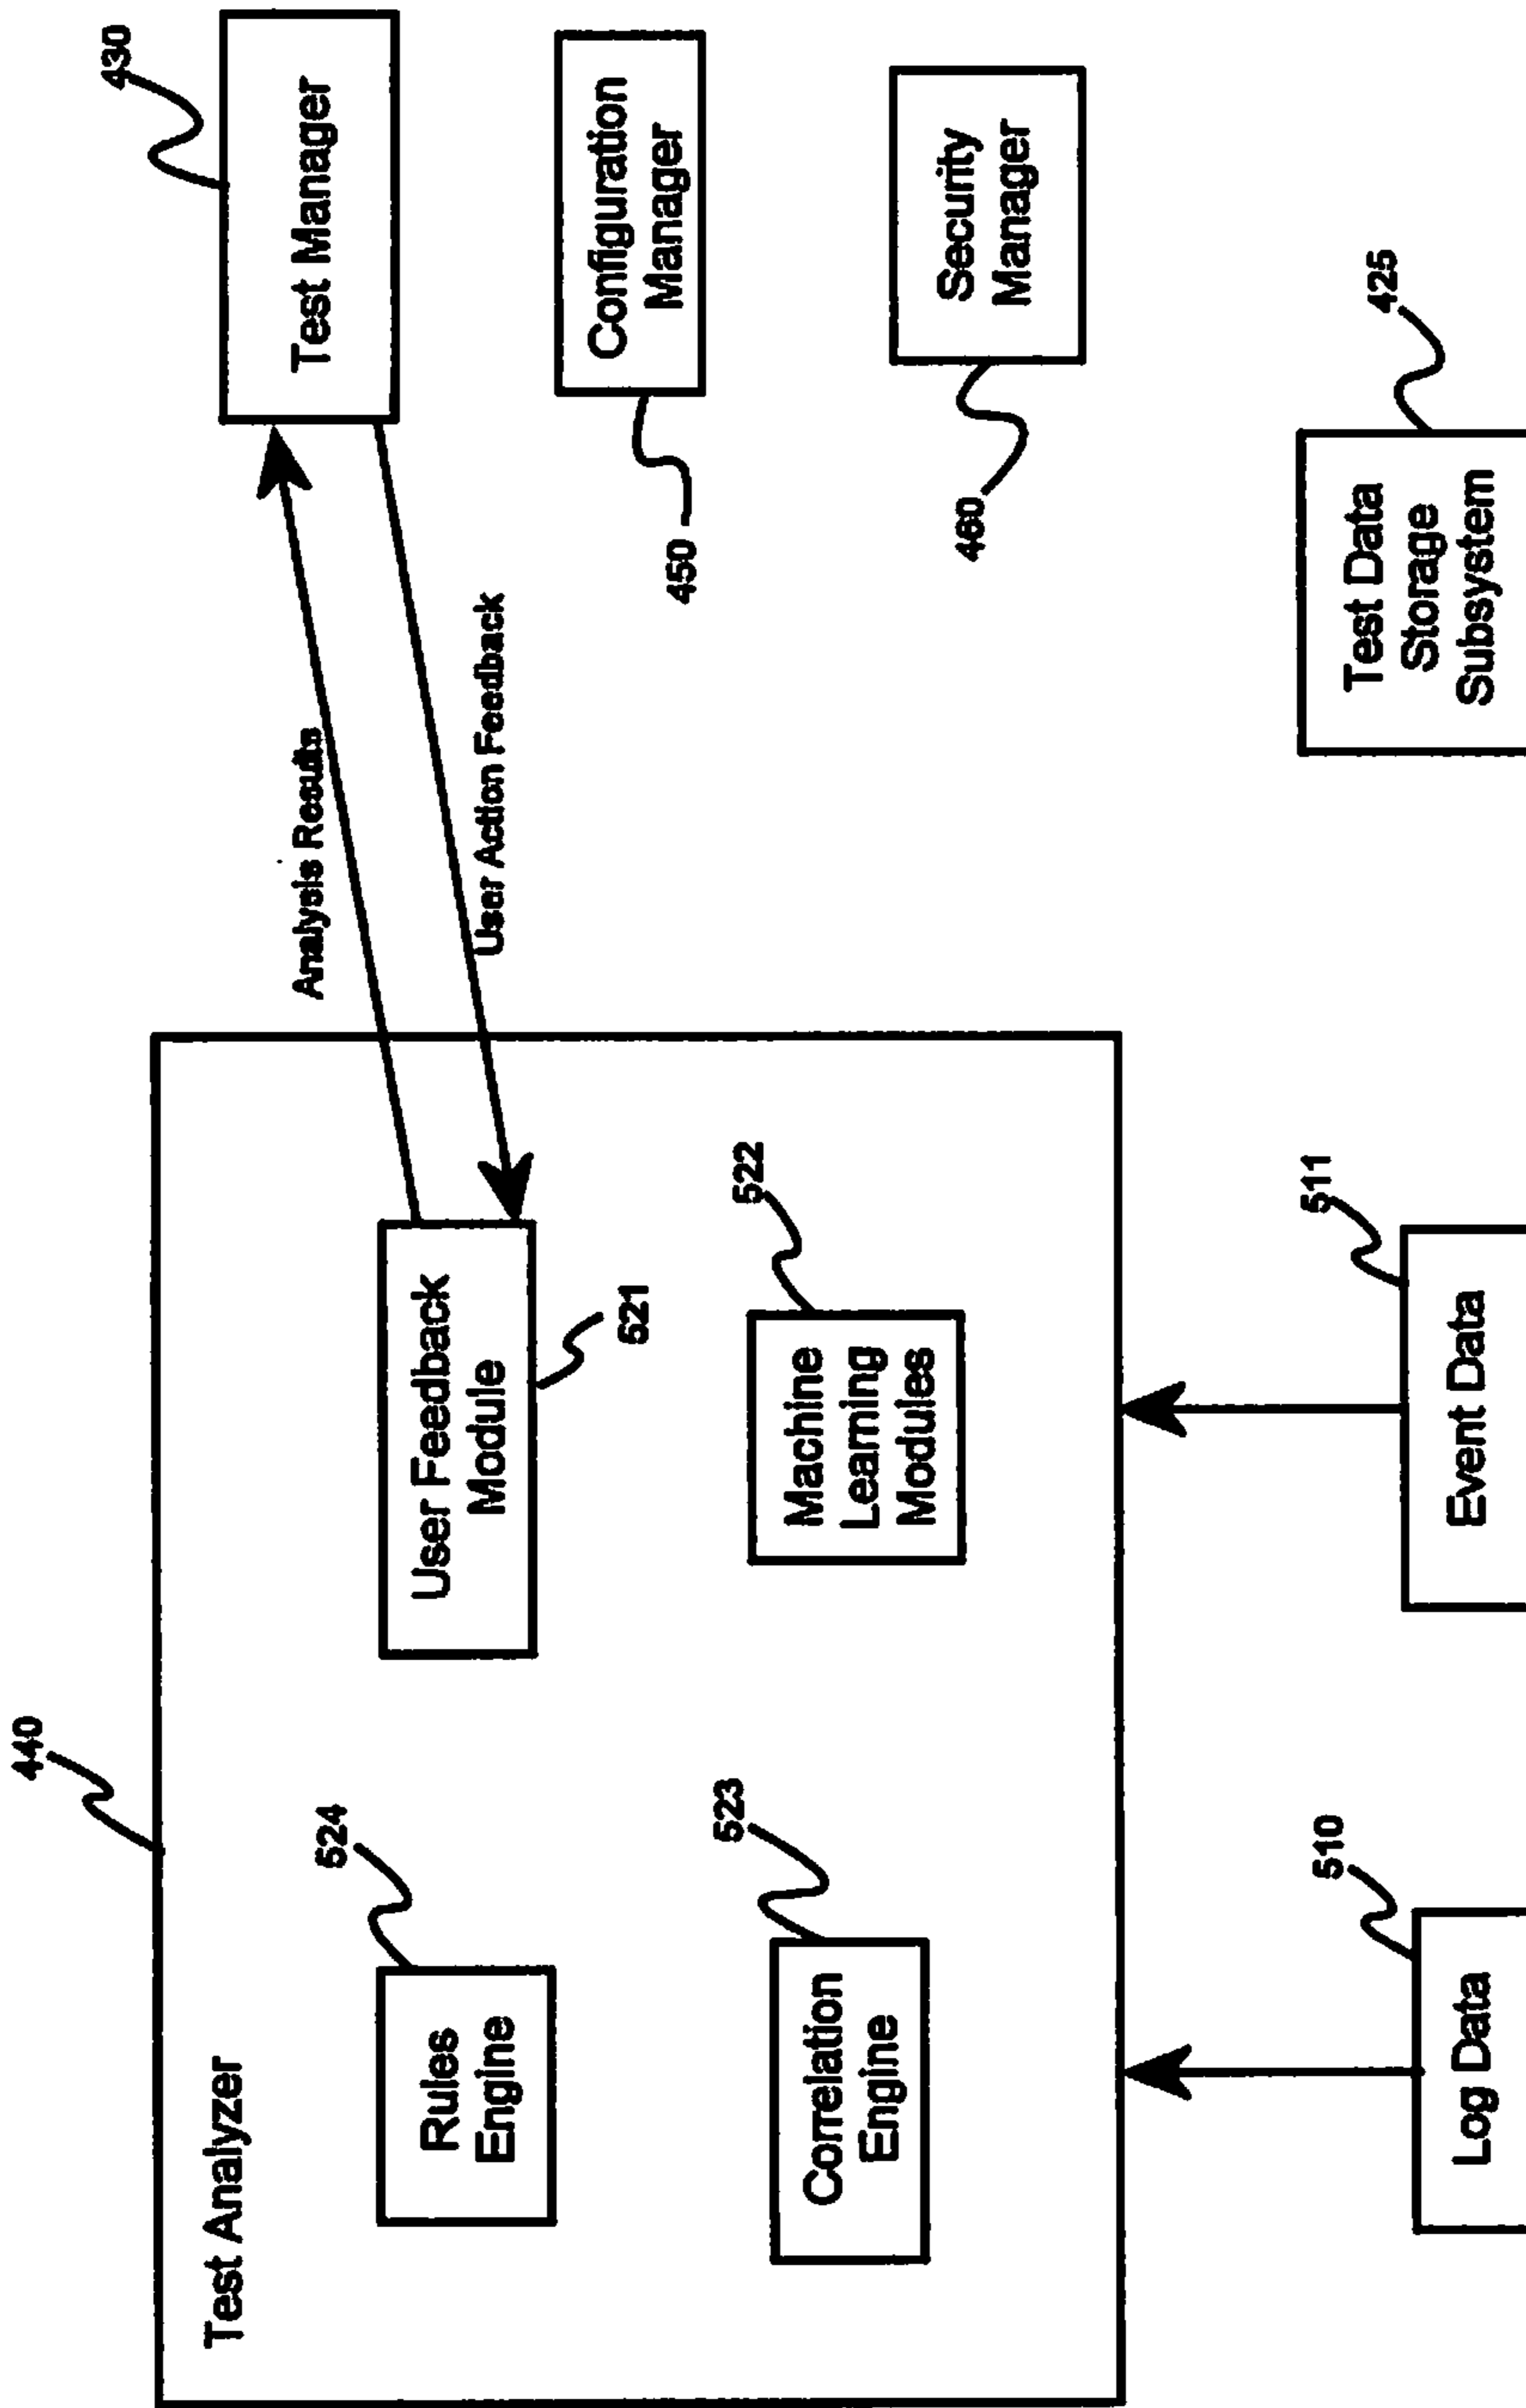 440
430
Test Analyzer
Analysis Results
Test Manager
524
Rules
Engine
User Feedback
Module
User Action Feedback
521
Configuration
Manager
450
523
522
Correlation
Engine
Machine
Learning
Modules
Security
Manager
460
510
511
425
Log Data
Event Data
Test Data
Storage
Subsystem